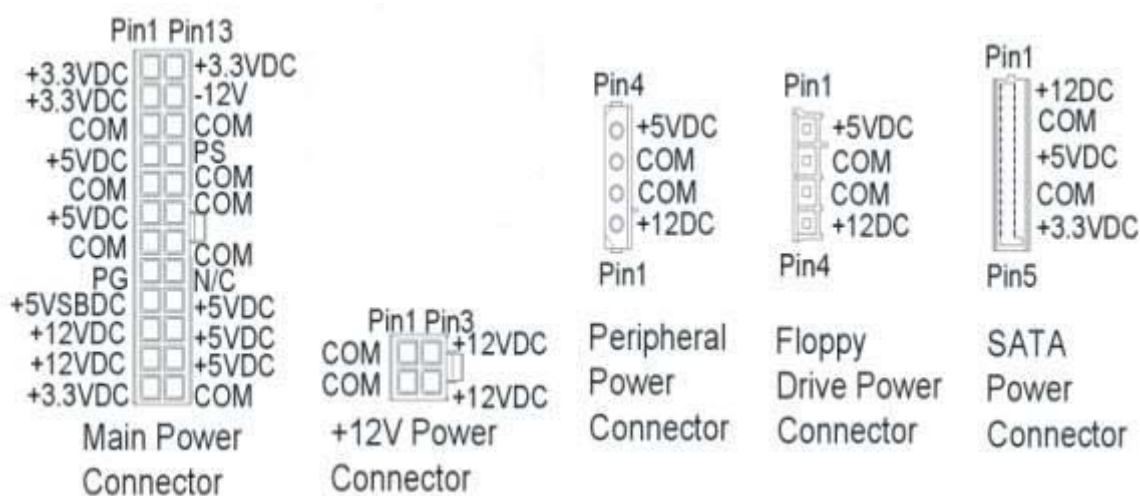 Pin1 Pin13
+3.3VDC +3.3VDC
+3.3VDC -12V
COM COM
+5VDC PS
COM COM
+5VDC COM
COM COM
PG N/C
+5VSBDC +5VDC
+12VDC +5VDC
+12VDC +5VDC
+3.3VDC COM
Main Power
Connector
Pin1 Pin3
COM +12VDC
COM +12VDC
+12V Power
Connector
Pin4
+5VDC
COM
COM
+12DC
Pin1
Peripheral
Power
Connector
Pin1
+5VDC
COM
COM
+12DC
Pin4
Floppy
Drive Power
Connector
Pin1
+12DC
COM
+5VDC
COM
+3.3VDC
Pin5
SATA
Power
Connector